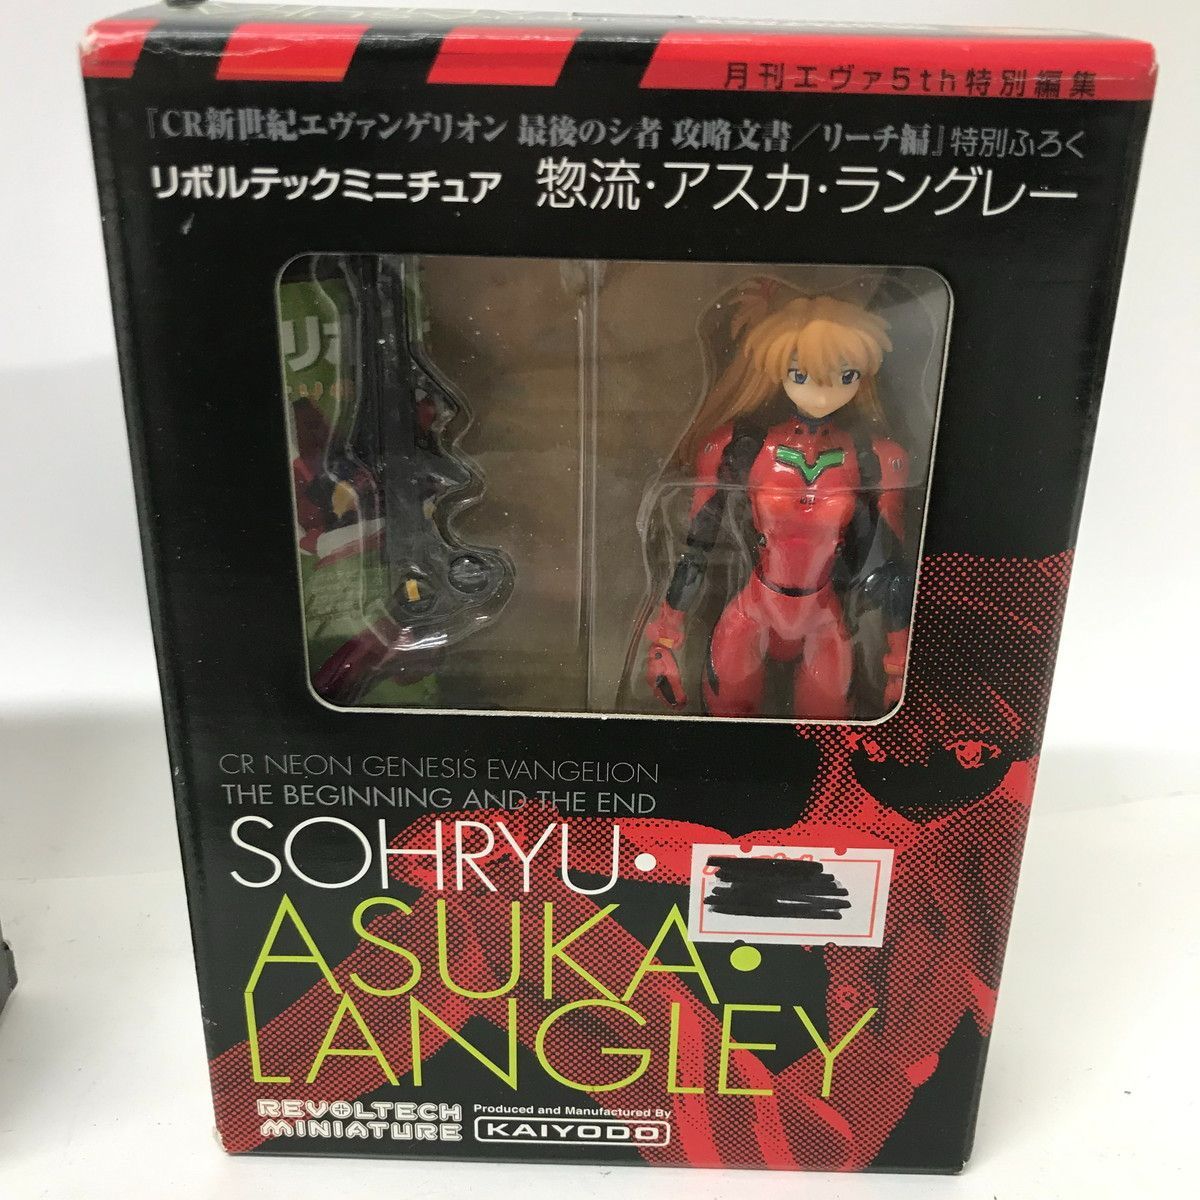 月刊エヴァ5th特別編集
『CR新世紀エヴァンゲリオン 最後のシ者 攻略文書/リーチ編』特別ふろく
リボルテックミニチュア 惣流・アスカ・ラングレー
CR NEON GENESIS EVANGELION
THE BEGINNING AND THE END
SOHRYU・
ASUKA・
LANGLEY
REVOLTECH
MINIATURE
Produced and Manufactured By
KAIYODO